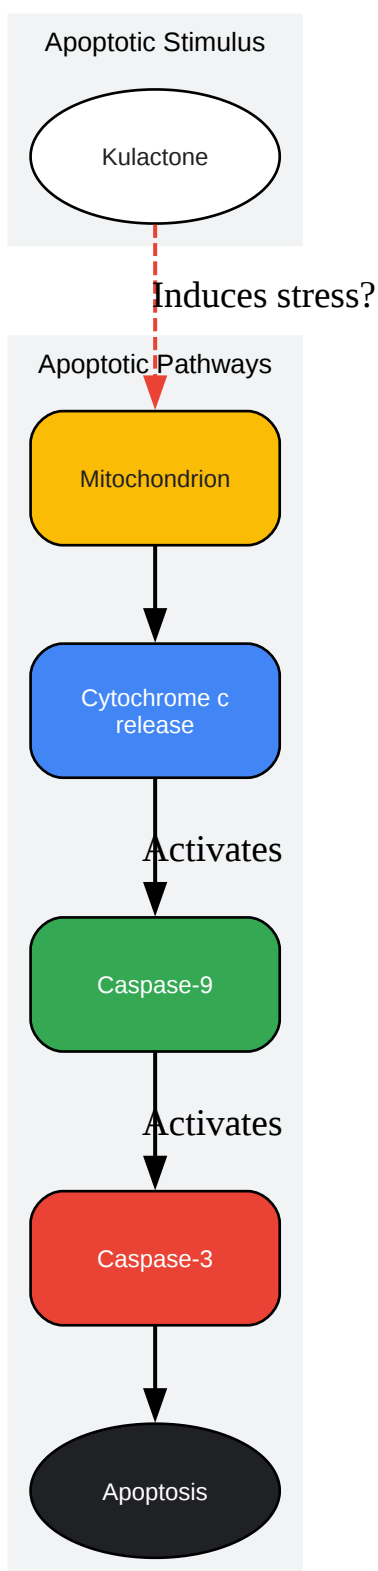 Apoptotic Stimulus
Kulactone
Induces stress?
Apoptotic Pathways
Mitochondrion
Cytochrome c
release
Activates
Caspase-9
Activates
Caspase-3
Apoptosis